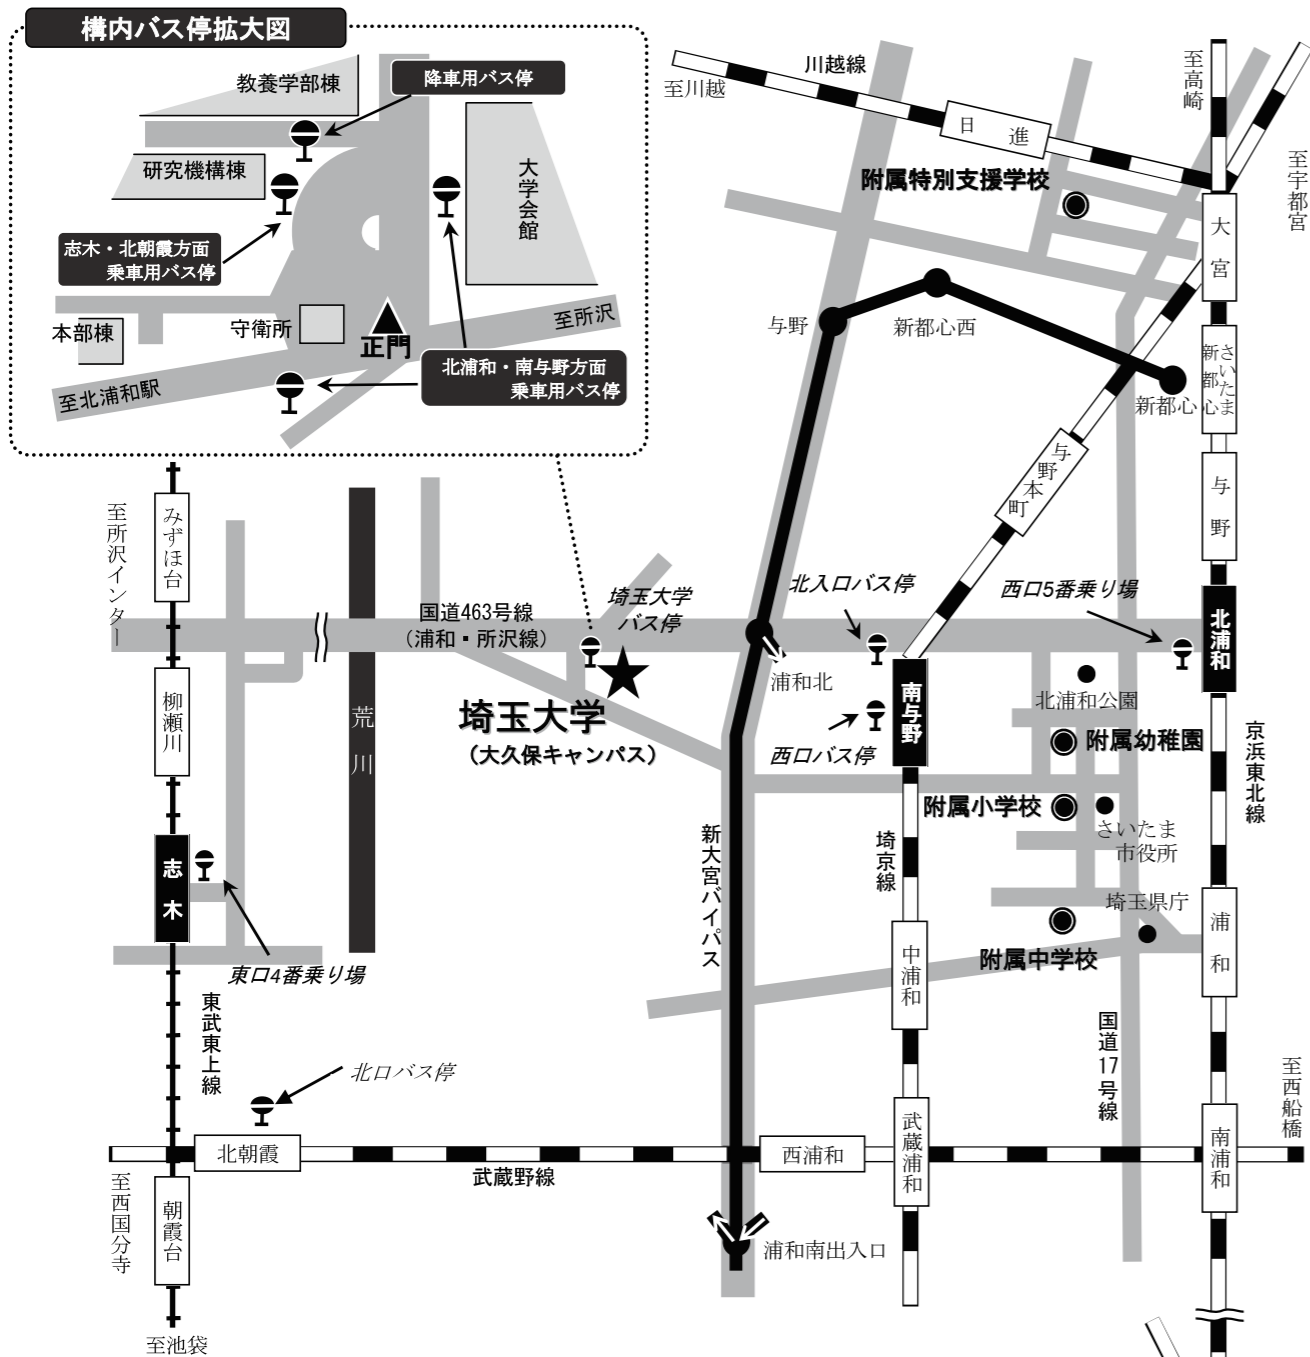 構内バス停拡大図
教養学部棟
降車用バス停
研究機構棟
大学会館
志木・北朝霞方面
乗車用バス停
本部棟
守衛所
正門
至所沢
至北浦和駅
北浦和・南与野方面
乗車用バス停
川越線
至川越
日進
至高崎
至宇都宮
附属特別支援学校
大宮
与野
新都心西
新都心
さいたま
新都心
与野
与野本町
至所沢インター
みずほ台
国道463号線
（浦和・所沢線）
埼玉大学
バス停
北入口バス停
西口5番乗り場
北浦和
浦和北
南与野
北浦和公園
柳瀬川
荒川
埼玉大学
（大久保キャンパス）
西口バス停
附属幼稚園
京浜東北線
附属小学校
さいたま
市役所
新大宮バイパス
埼京線
志木
埼玉県庁
浦和
東口4番乗り場
中浦和
附属中学校
東武東上線
国道17号線
北口バス停
至西船橋
北朝霞
武蔵野線
西浦和
武蔵浦和
南浦和
至西国分寺
朝霞台
浦和南出入口
至池袋